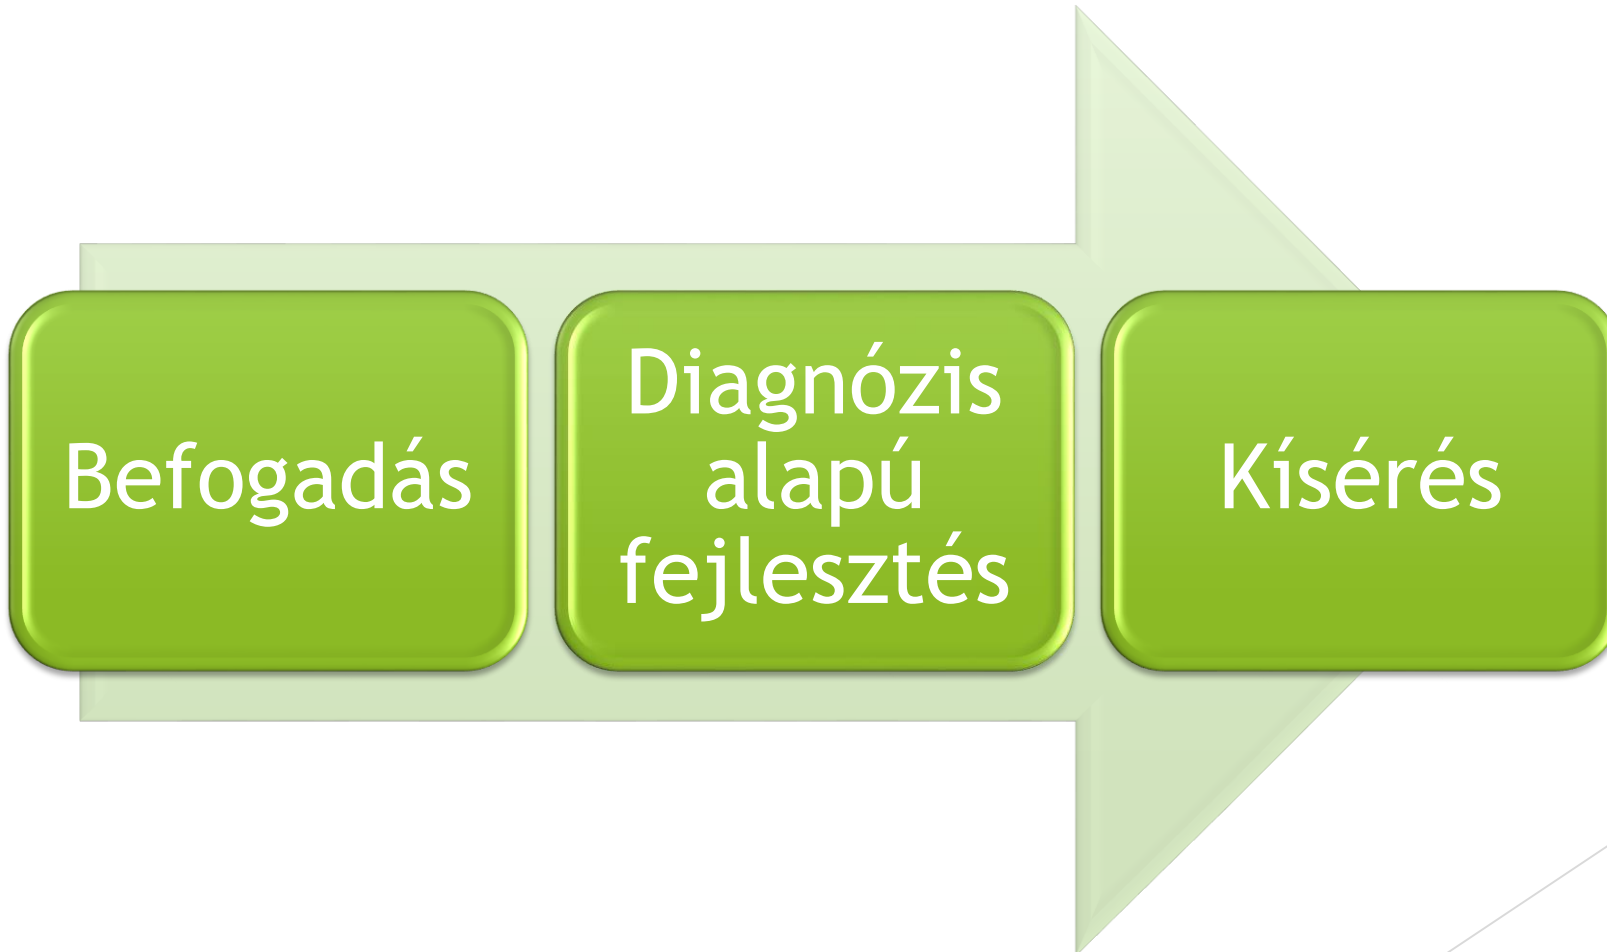 Befogadás
Diagnózis
alapú
fejlesztés
Kísérés